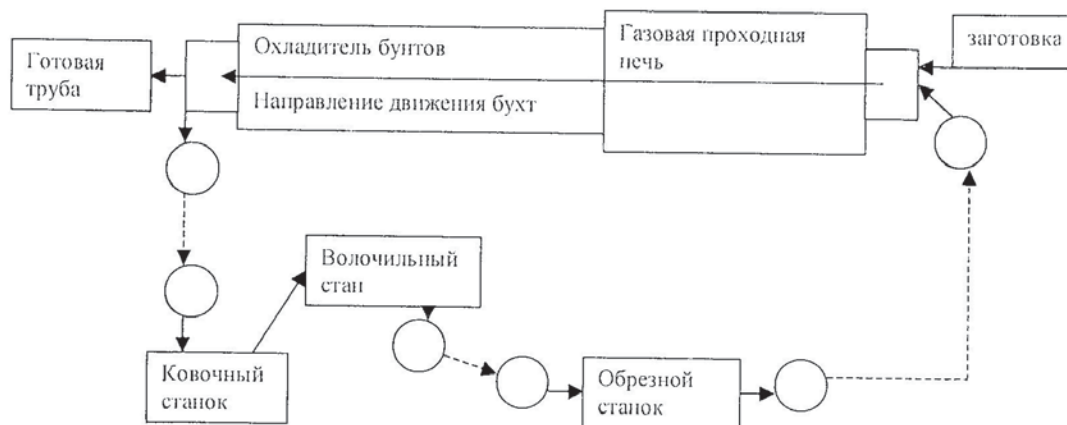 Готовая
труба
Охладитель бунтов
Направление движения бухт
Газовая проходная
печь
заготовка
Волочильный
стан
Ковочный
станок
Обрезной
станок